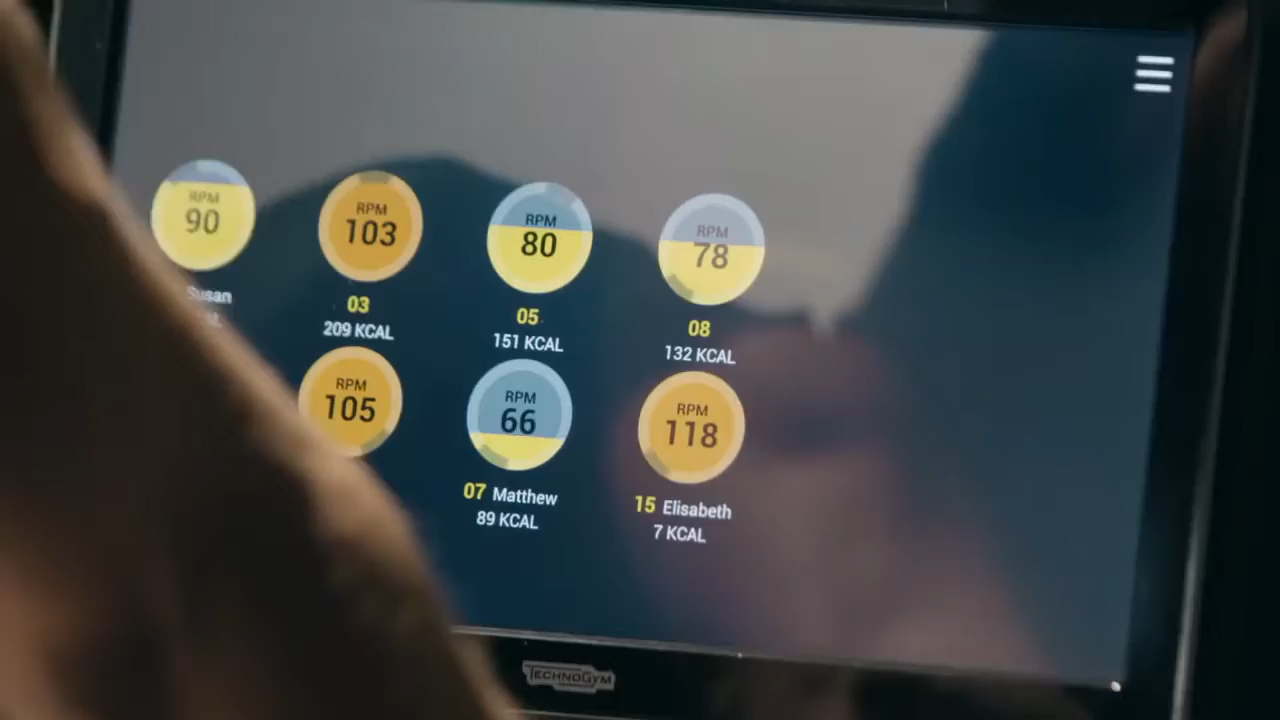 RPM
90
Susan
RPM
103
03
209 KCAL
RPM
80
05
151 KCAL
RPM
78
08
132 KCAL
RPM
105
RPM
66
07 Matthew
89 KCAL
RPM
118
15 Elisabeth
7 KCAL
TECHNOGYM